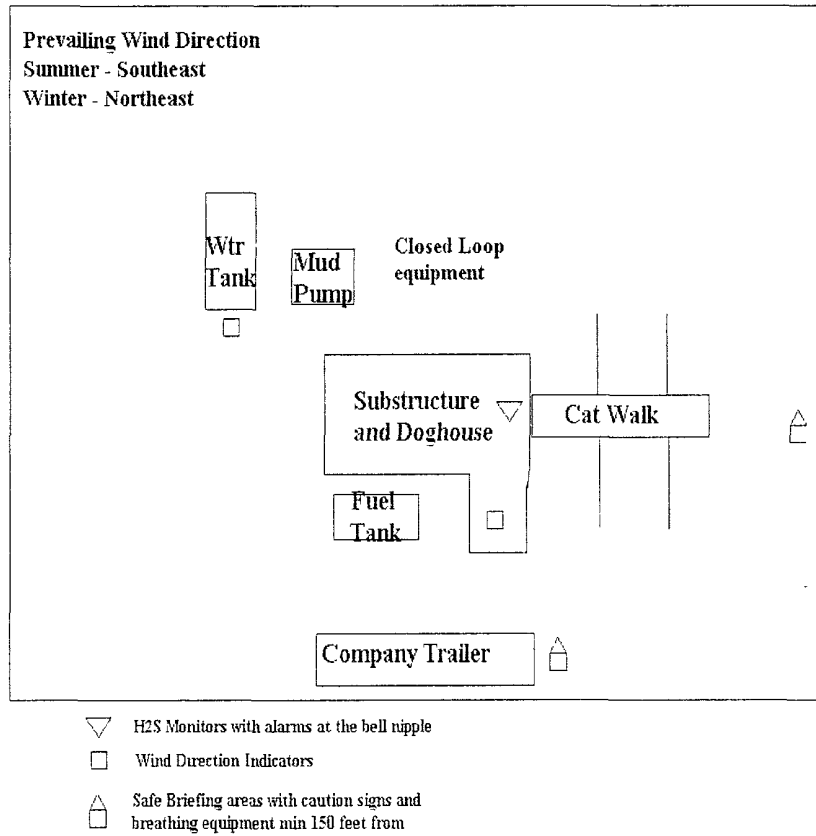 Prevailing Wind Direction
Summer - Southeast
Winter - Northeast
Wtr
Tank
Mud
Pump
Closed Loop
equipment
Substructure
and Doghouse
Cat Walk
Fuel
Tank
Company Trailer
H2S Monitors with alarms at the bell nipple
Wind Direction Indicators
Safe Briefing areas with caution signs and
breathing equipment min 150 feet from